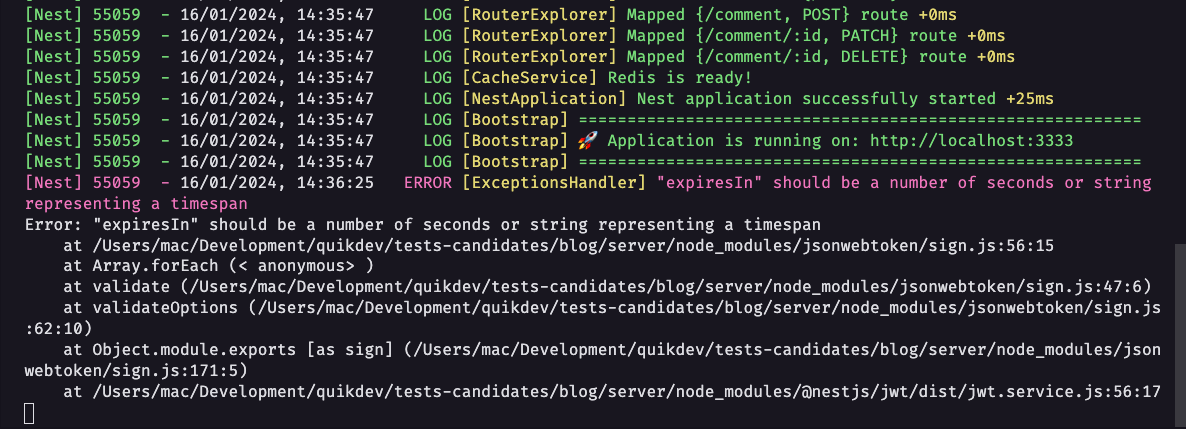 [Nest] 55059  - 16/01/2024, 14:35:47     LOG [RouterExplorer] Mapped {/comment, POST} route +0ms
[Nest] 55059  - 16/01/2024, 14:35:47     LOG [RouterExplorer] Mapped {/comment/:id, PATCH} route +0ms
[Nest] 55059  - 16/01/2024, 14:35:47     LOG [RouterExplorer] Mapped {/comment/:id, DELETE} route +0ms
[Nest] 55059  - 16/01/2024, 14:35:47     LOG [CacheService] Redis is ready!
[Nest] 55059  - 16/01/2024, 14:35:47     LOG [NestApplication] Nest application successfully started +25ms
[Nest] 55059  - 16/01/2024, 14:35:47     LOG [Bootstrap] ==========================================================
[Nest] 55059  - 16/01/2024, 14:35:47     LOG [Bootstrap] 🚀 Application is running on: http://localhost:3333
[Nest] 55059  - 16/01/2024, 14:35:47     LOG [Bootstrap] ==========================================================
[Nest] 55059  - 16/01/2024, 14:36:25   ERROR [ExceptionsHandler] "expiresIn" should be a number of seconds or string
representing a timespan
Error: "expiresIn" should be a number of seconds or string representing a timespan
    at /Users/mac/Development/quikdev/tests-candidates/blog/server/node_modules/jsonwebtoken/sign.js:56:15
    at Array.forEach (< anonymous> )
    at validate (/Users/mac/Development/quikdev/tests-candidates/blog/server/node_modules/jsonwebtoken/sign.js:47:6)
    at validateOptions (/Users/mac/Development/quikdev/tests-candidates/blog/server/node_modules/jsonwebtoken/sign.js
:62:10)
    at Object.module.exports [as sign] (/Users/mac/Development/quikdev/tests-candidates/blog/server/node_modules/json
webtoken/sign.js:171:5)
    at /Users/mac/Development/quikdev/tests-candidates/blog/server/node_modules/@nestjs/jwt/dist/jwt.service.js:56:17